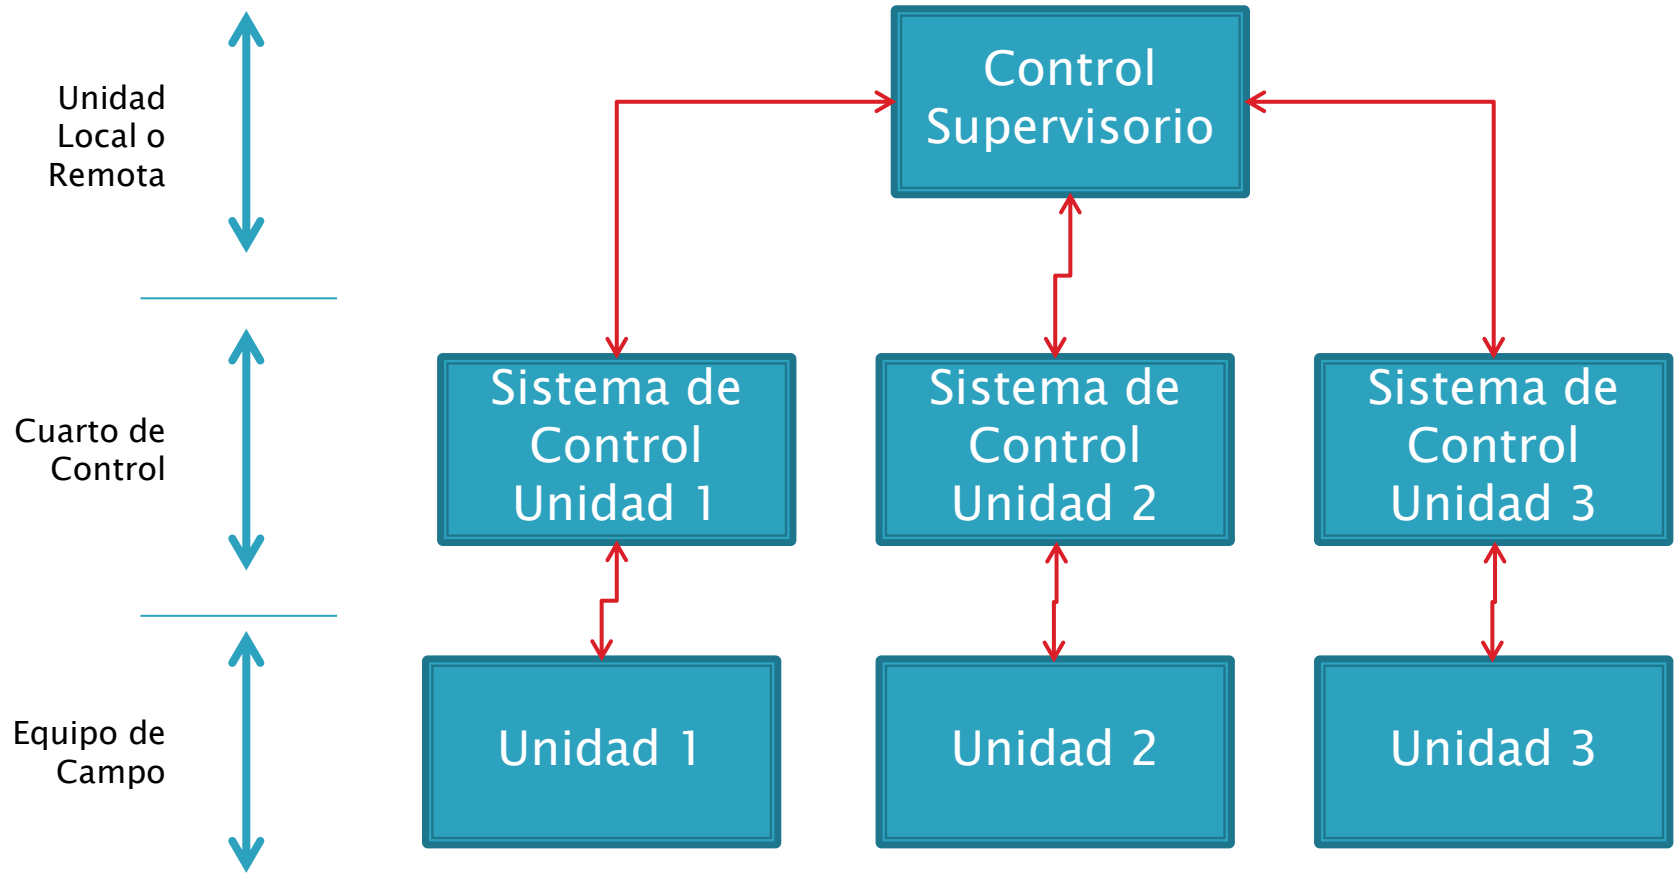 Unidad
Local o
Remota
Control
Supervisorio
Cuarto de
Control
Sistema de
Control
Unidad 1
Sistema de
Control
Unidad 2
Sistema de
Control
Unidad 3
Equipo de
Campo
Unidad 1
Unidad 2
Unidad 3